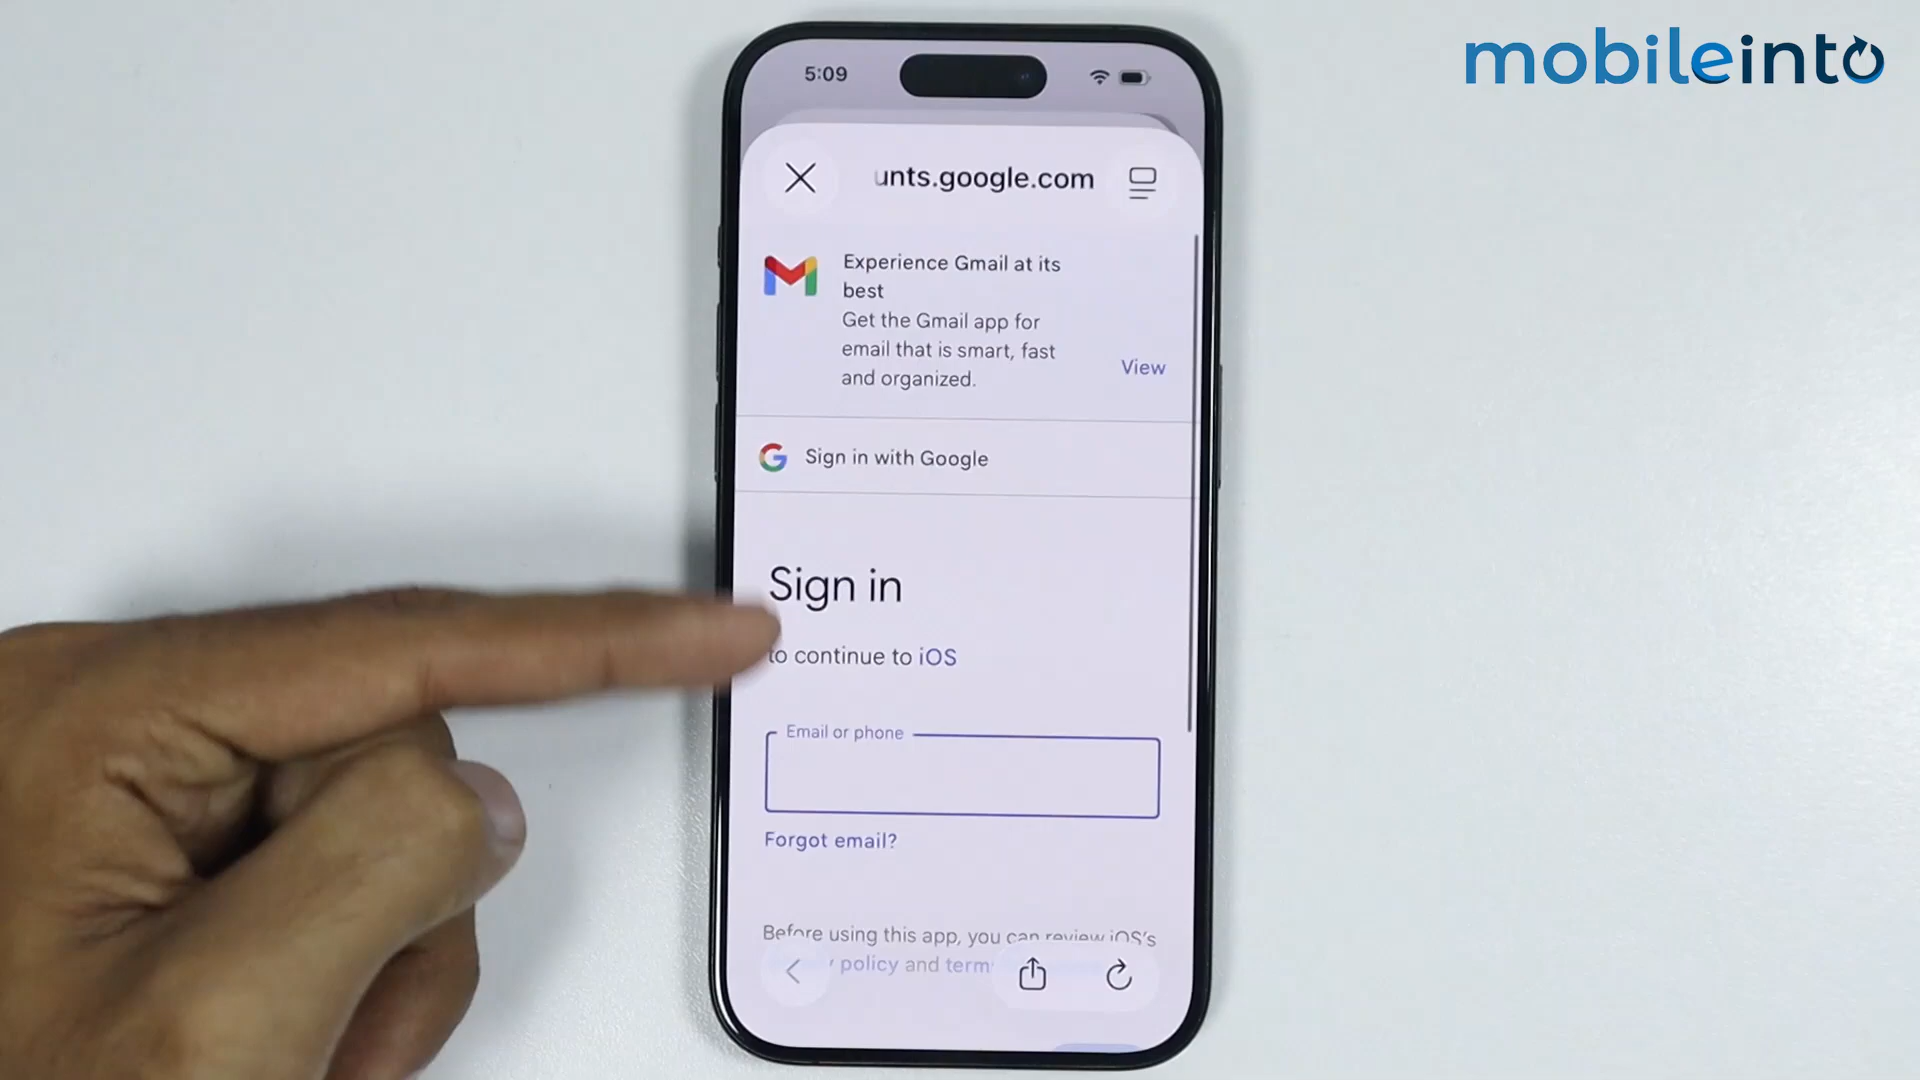 mobileinto
5:09
unts.google.com
Experience Gmail at its
best
Get the Gmail app for
email that is smart, fast
and organized.
View
Sign in with Google
Sign in
to continue to iOS
Email or phone
Forgot email?
Before using this app, you can review iOS's
policy and term